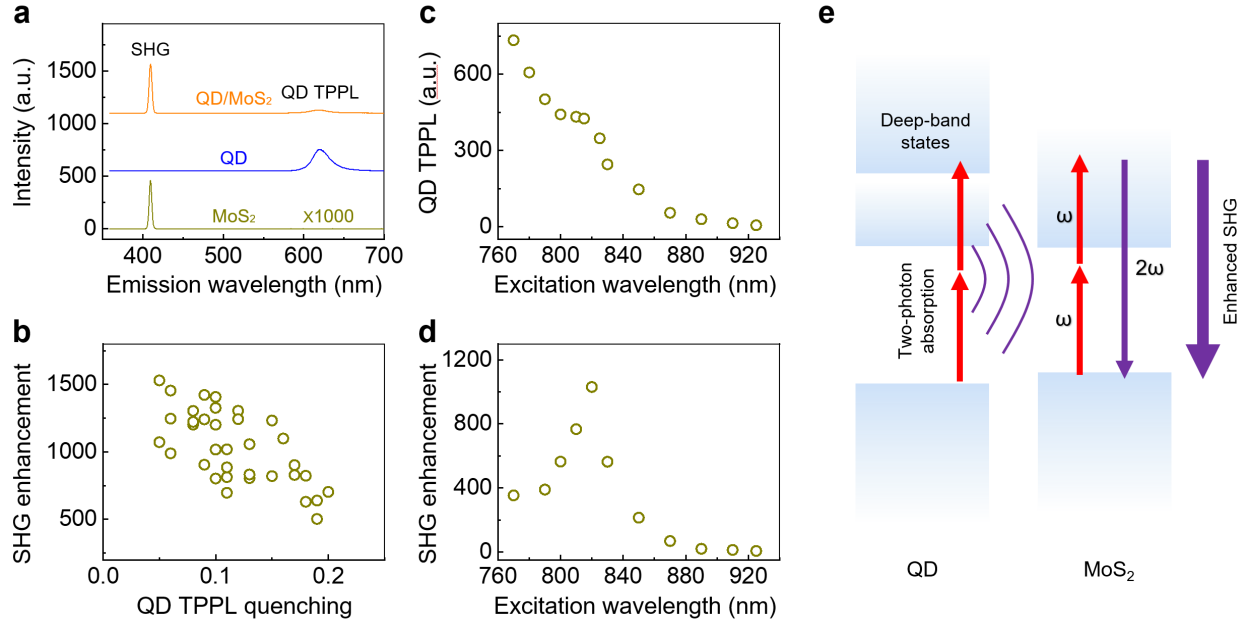 a
SHG
QD/MoS₂
QD TPPL
QD
MoS₂
x1000
Intensity (a.u.)
1500
1000
500
0
400
500
600
700
Emission wavelength (nm)
b
SHG enhancement
1500
1000
500
0.0
0.1
0.2
QD TPPL quenching
c
QD TPPL (a.u.)
600
300
0
760
800
840
880
920
Excitation wavelength (nm)
d
SHG enhancement
1200
800
400
0
760
800
840
880
920
Excitation wavelength (nm)
e
Deep-band
states
Two-photon
absorption
ω
ω
2ω
Enhanced SHG
QD
MoS₂